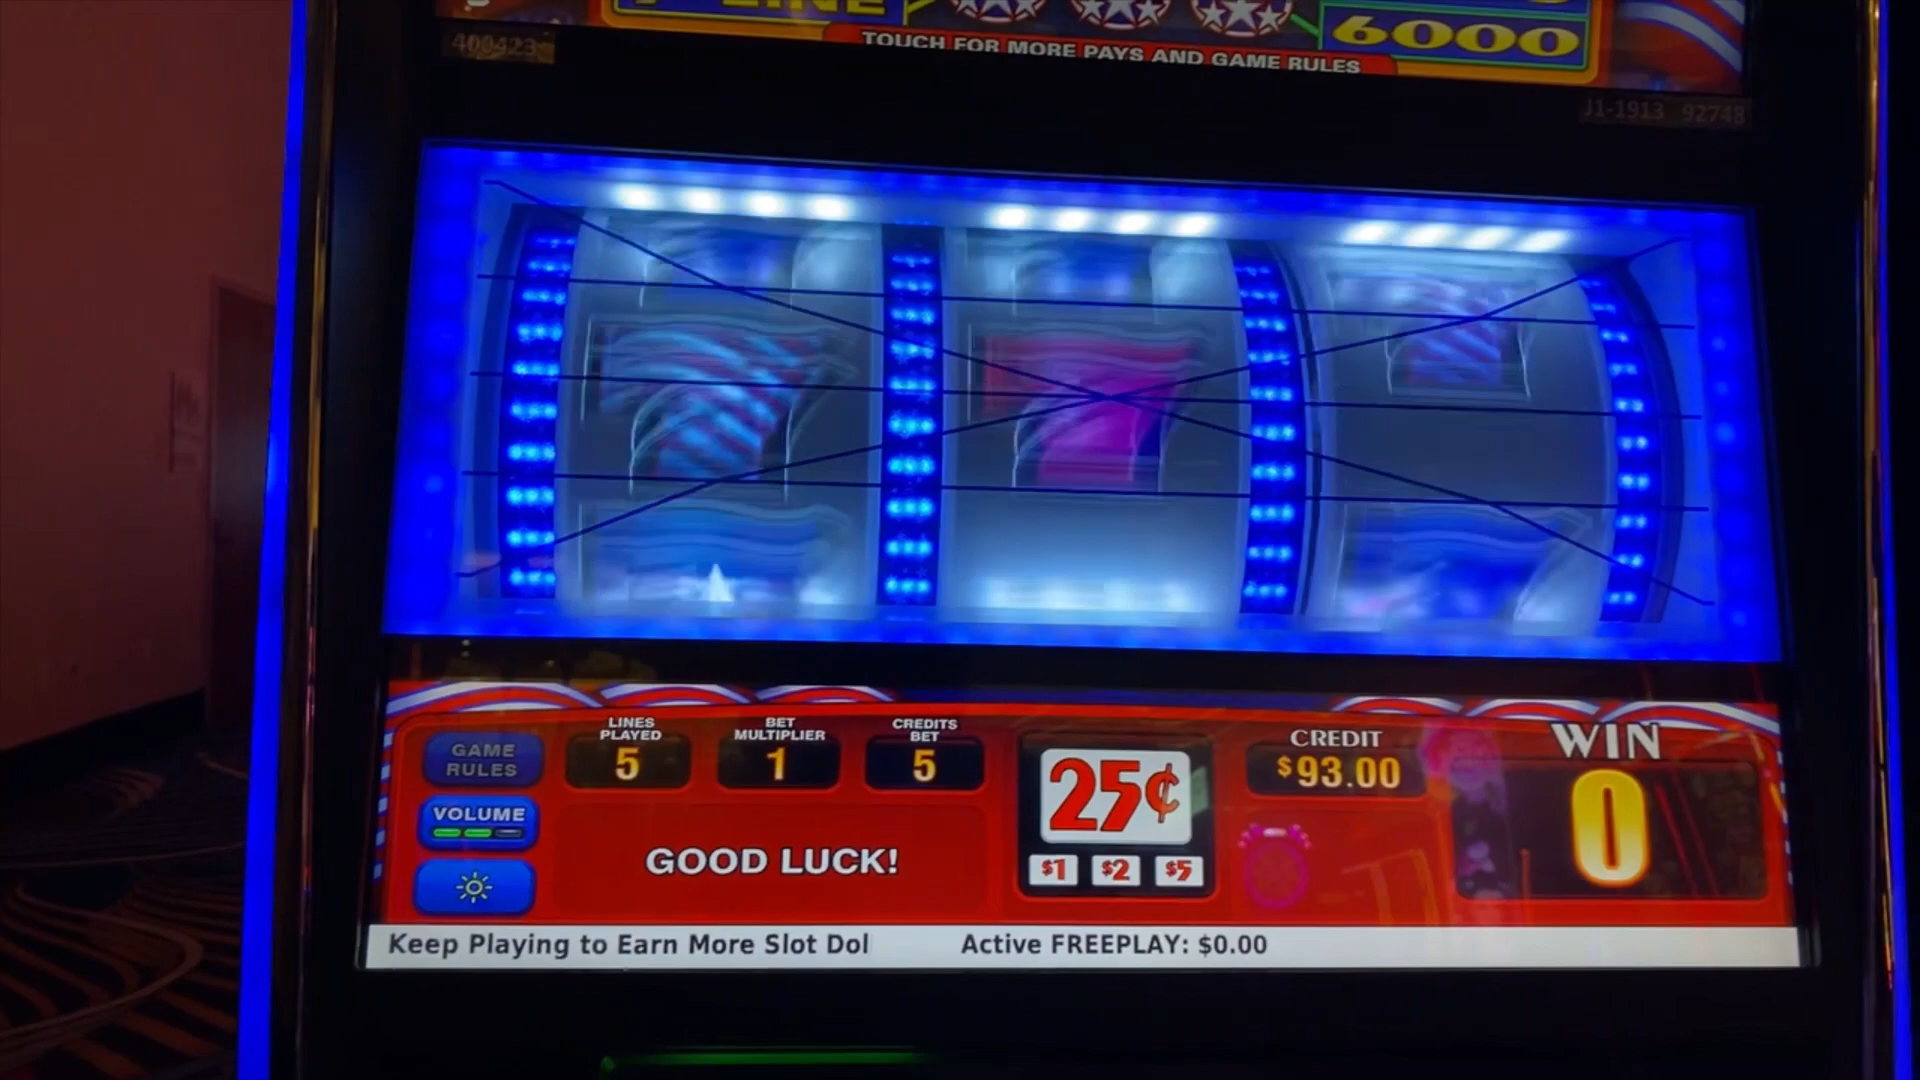 LINE
6000
400423
TOUCH FOR MORE PAYS AND GAME RULES
J1-1913 92748
LINES PLAYED
5
BET MULTIPLIER
1
CREDITS BET
5
GAME RULES
VOLUME
GOOD LUCK!
25¢
$1 $2 $5
CREDIT
$93.00
WIN
0
Keep Playing to Earn More Slot Dol
Active FREEPLAY: $0.00